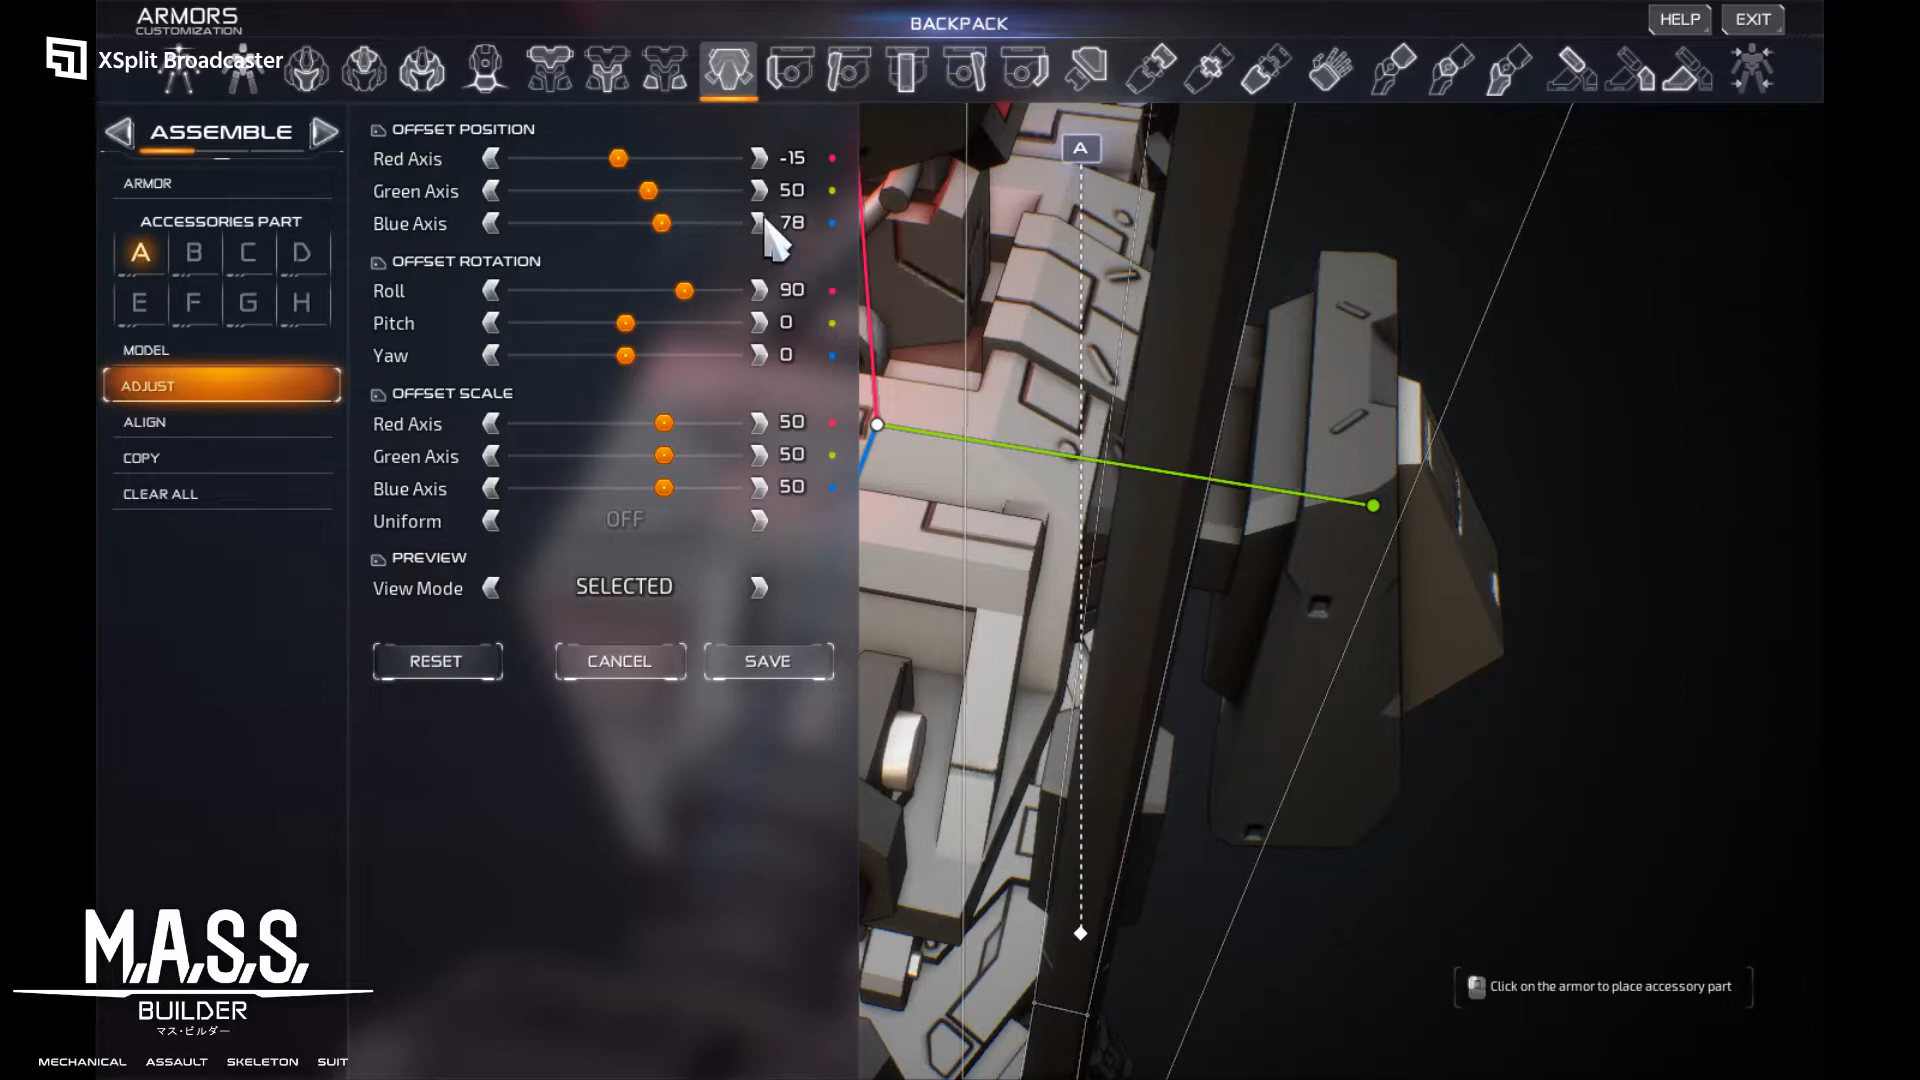 ARMORS
CUSTOMIZATION
BACKPACK
HELP
EXIT
XSplit Broadcaster
ASSEMBLE
ARMOR
ACCESSORIES PART
A B C D
E F G H
MODEL
ADJUST
ALIGN
COPY
CLEAR ALL
OFFSET POSITION
Red Axis -15
Green Axis 50
Blue Axis 78
OFFSET ROTATION
Roll 90
Pitch 0
Yaw 0
OFFSET SCALE
Red Axis 50
Green Axis 50
Blue Axis 50
Uniform OFF
PREVIEW
View Mode SELECTED
RESET
CANCEL
SAVE
A
Click on the armor to place accessory part
M.A.S.S.
BUILDER
マス・ビルダー
MECHANICAL ASSAULT SKELETON SUIT